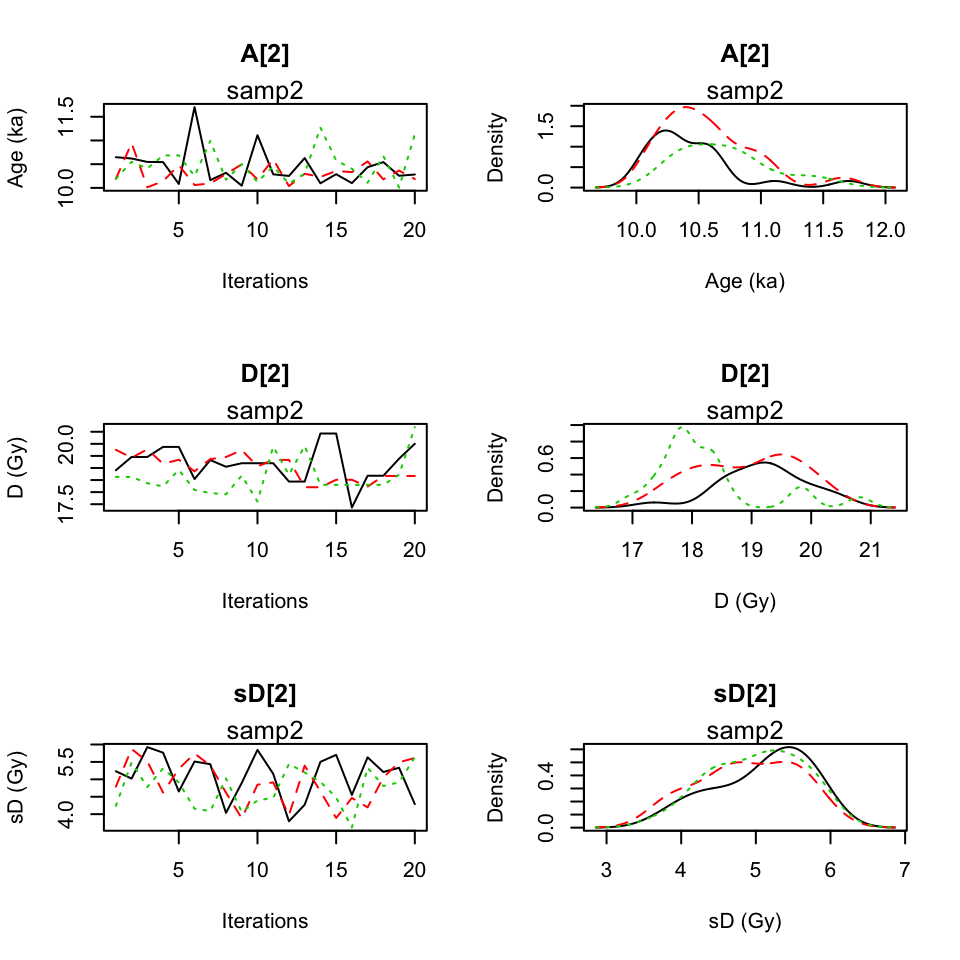 A[2]
samp2
Age (ka)
11.5
10.0
5 10 15 20
Iterations
A[2]
samp2
Density
1.5
0.0
10.0 10.5 11.0 11.5 12.0
Age (ka)
D[2]
samp2
D (Gy)
20.0
17.5
5 10 15 20
Iterations
D[2]
samp2
Density
0.6
0.0
17 18 19 20 21
D (Gy)
sD[2]
samp2
sD (Gy)
5.5
4.0
5 10 15 20
Iterations
sD[2]
samp2
Density
0.4
0.0
3 4 5 6 7
sD (Gy)